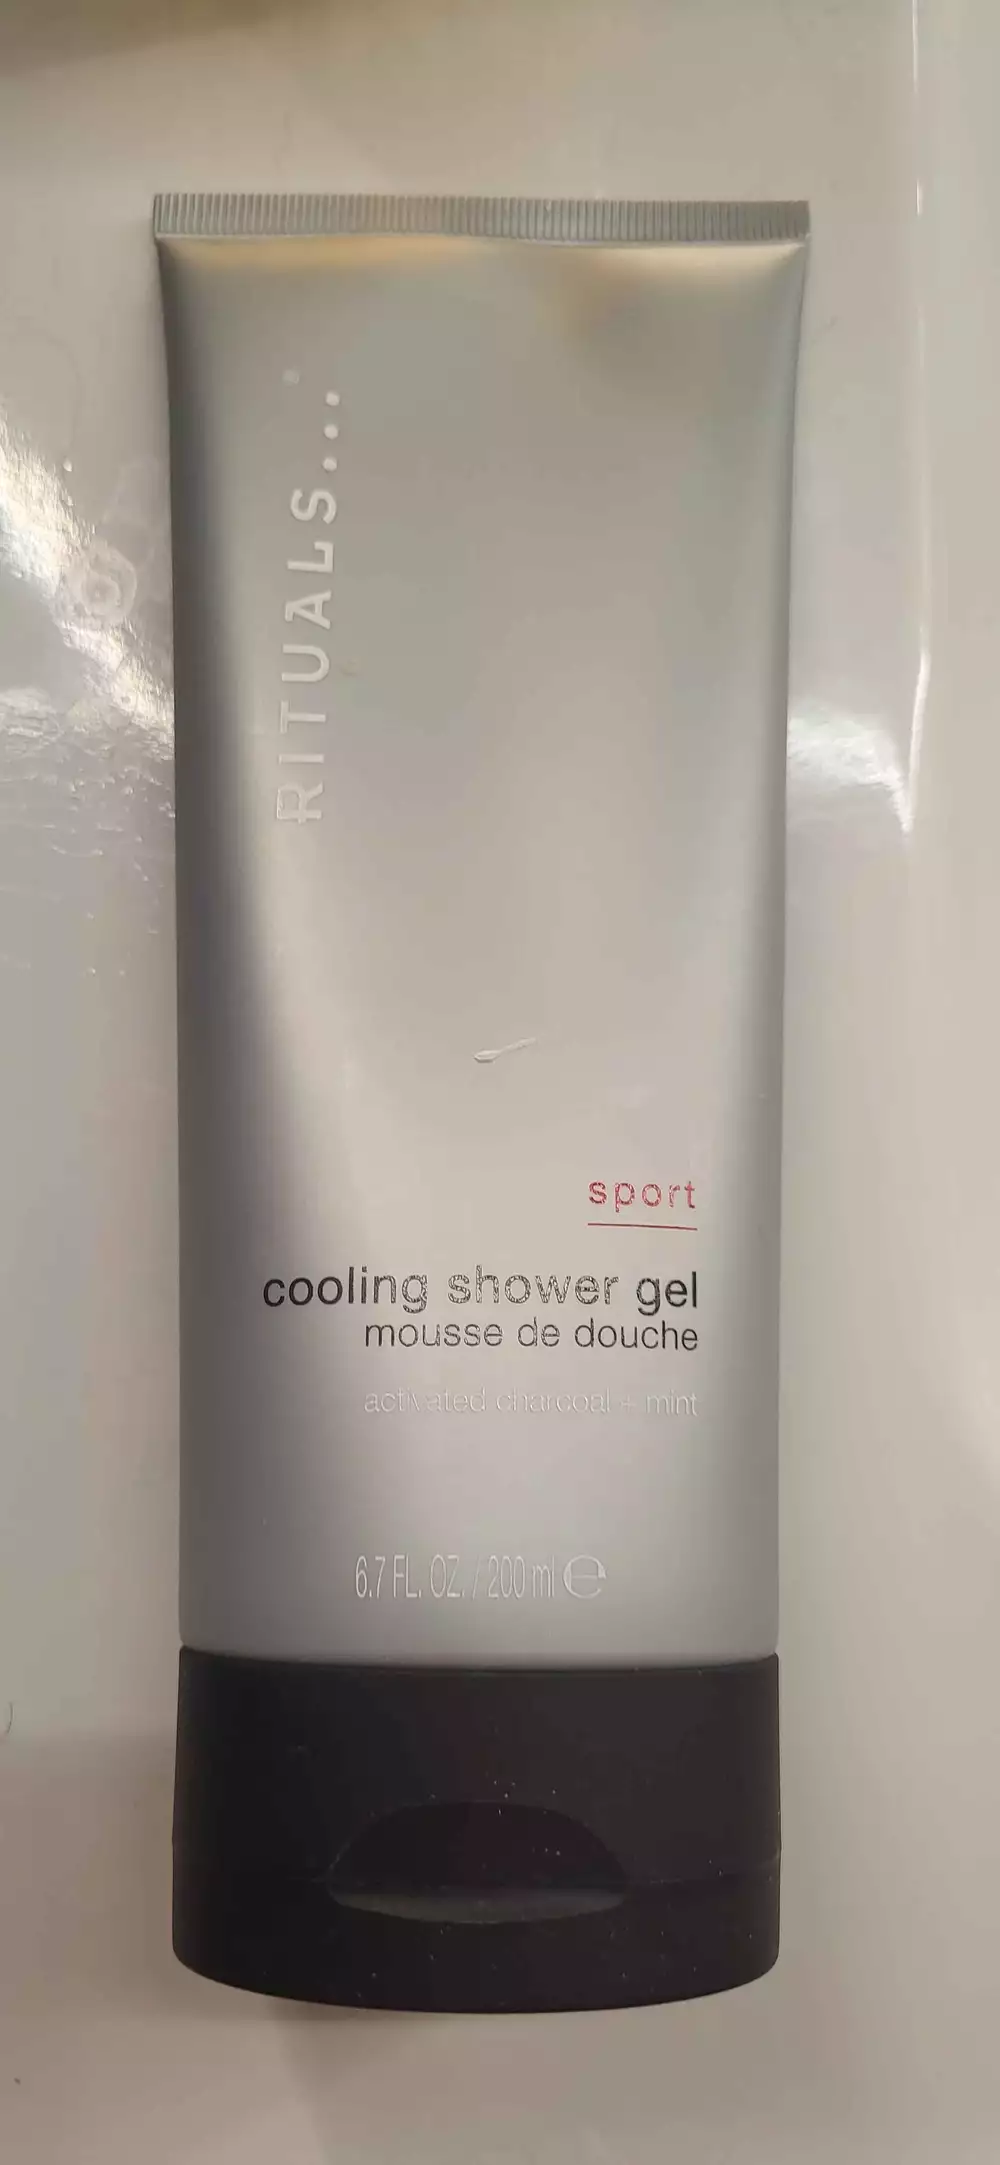 RITUALS...
sport
cooling shower gel
mousse de douche
activated charcoal + mint
6.7 FL. OZ. / 200 ml ℮